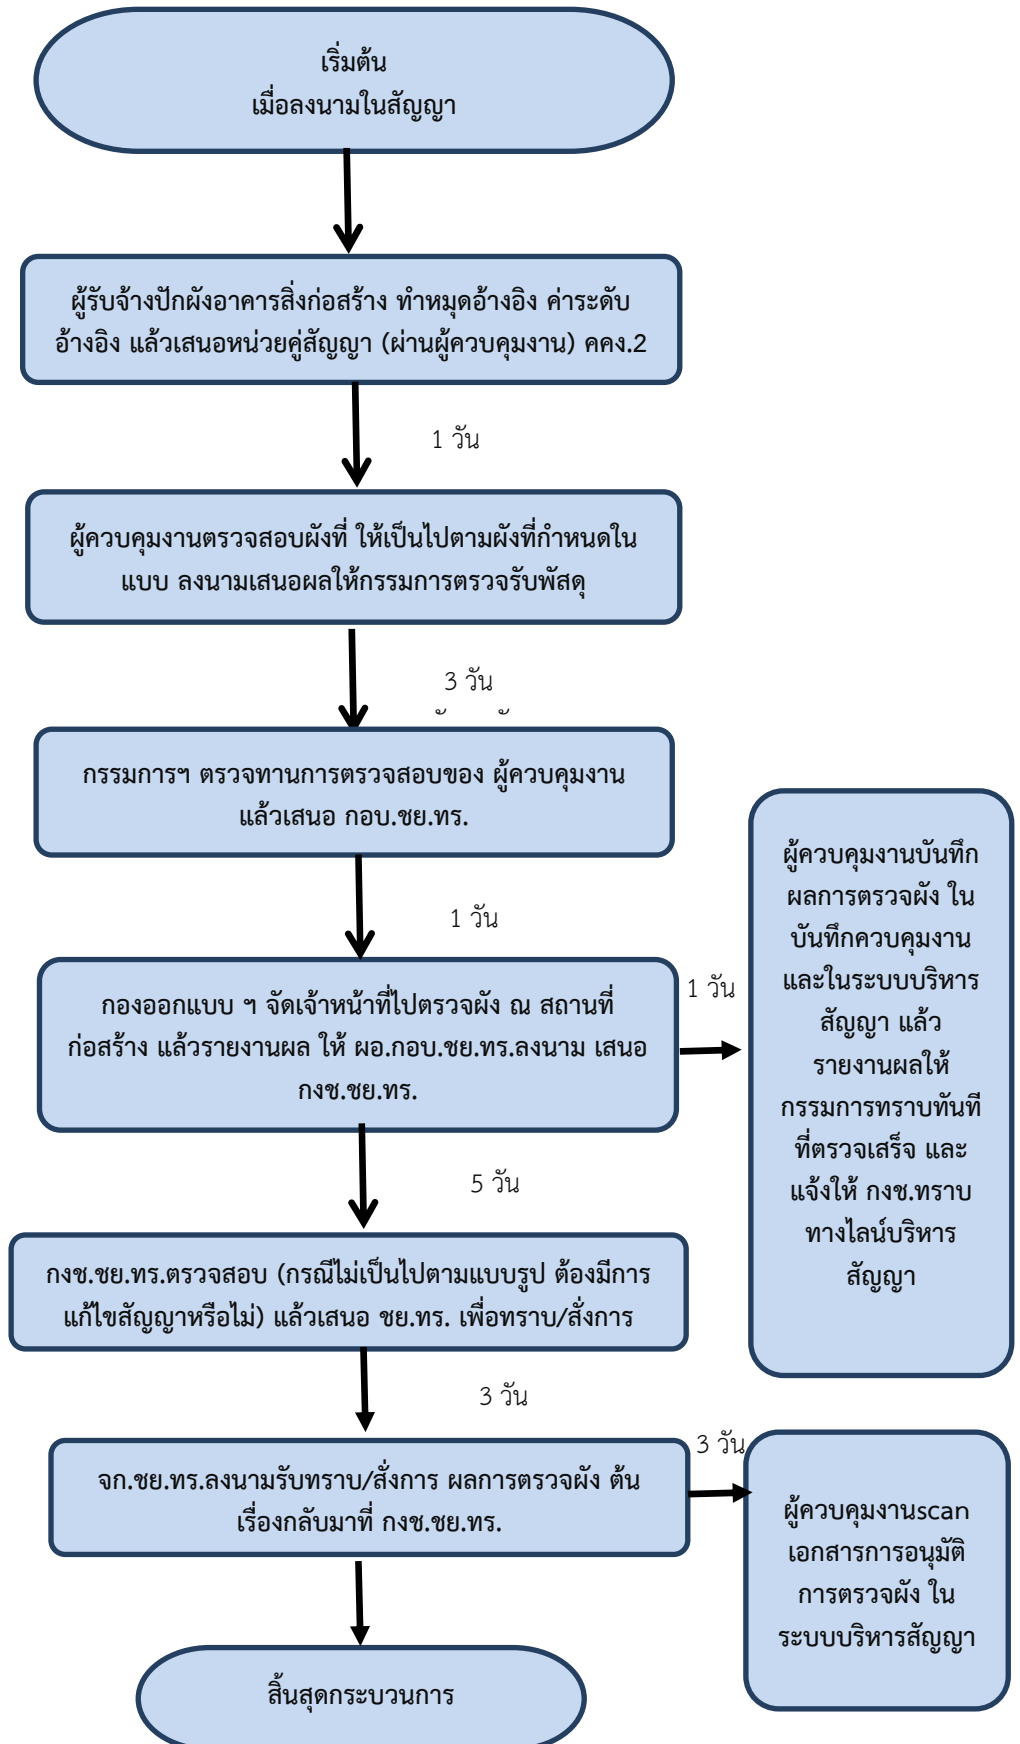 เริ่มต้น
เมื่อลงนามในสัญญา
ผู้รับจ้างปักผังอาคารสิ่งก่อสร้าง ทำหมุดอ้างอิง ค่าระดับ
อ้างอิง แล้วเสนอหน่วยคู่สัญญา (ผ่านผู้ควบคุมงาน) คคง.2
1 วัน
ผู้ควบคุมงานตรวจสอบผังที่ ให้เป็นไปตามผังที่กำหนดใน
แบบ ลงนามเสนอผลให้กรรมการตรวจรับพัสดุ
3 วัน
กรรมการฯ ตรวจทานการตรวจสอบของ ผู้ควบคุมงาน
แล้วเสนอ กอบ.ชย.ทร.
1 วัน
กองออกแบบ ฯ จัดเจ้าหน้าที่ไปตรวจผัง ณ สถานที่
ก่อสร้าง แล้วรายงานผล ให้ ผอ.กอบ.ชย.ทร.ลงนาม เสนอ
กงช.ชย.ทร.
1 วัน
ผู้ควบคุมงานบันทึก
ผลการตรวจผัง ใน
บันทึกควบคุมงาน
และในระบบบริหาร
สัญญา แล้ว
รายงานผลให้
กรรมการทราบทันที
ที่ตรวจเสร็จ และ
แจ้งให้ กงช.ทราบ
ทางไลน์บริหาร
สัญญา
5 วัน
กงช.ชย.ทร.ตรวจสอบ (กรณีไม่เป็นไปตามแบบรูป ต้องมีการ
แก้ไขสัญญาหรือไม่) แล้วเสนอ ชย.ทร. เพื่อทราบ/สั่งการ
3 วัน
จก.ชย.ทร.ลงนามรับทราบ/สั่งการ ผลการตรวจผัง ต้น
เรื่องกลับมาที่ กงช.ชย.ทร.
3 วัน
ผู้ควบคุมงานscan
เอกสารการอนุมัติ
การตรวจผัง ใน
ระบบบริหารสัญญา
สิ้นสุดกระบวนการ